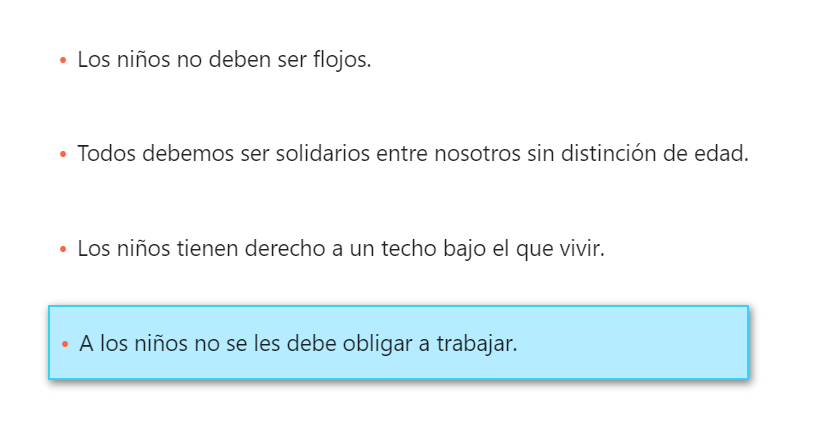 • Los niños no deben ser flojos.
• Todos debemos ser solidarios entre nosotros sin distinción de edad.
• Los niños tienen derecho a un techo bajo el que vivir.
• A los niños no se les debe obligar a trabajar.